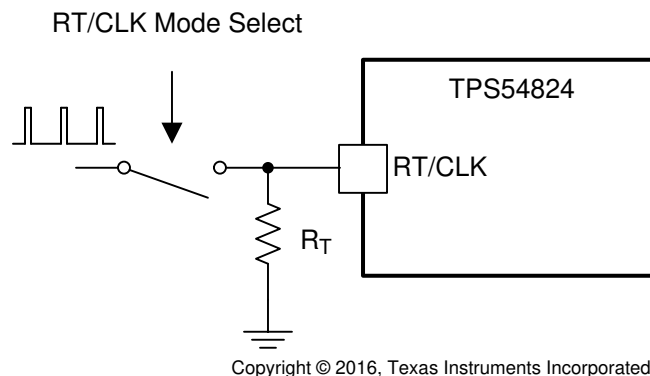 RT/CLK Mode Select
TPS54824
RT/CLK
RT
Copyright © 2016, Texas Instruments Incorporated